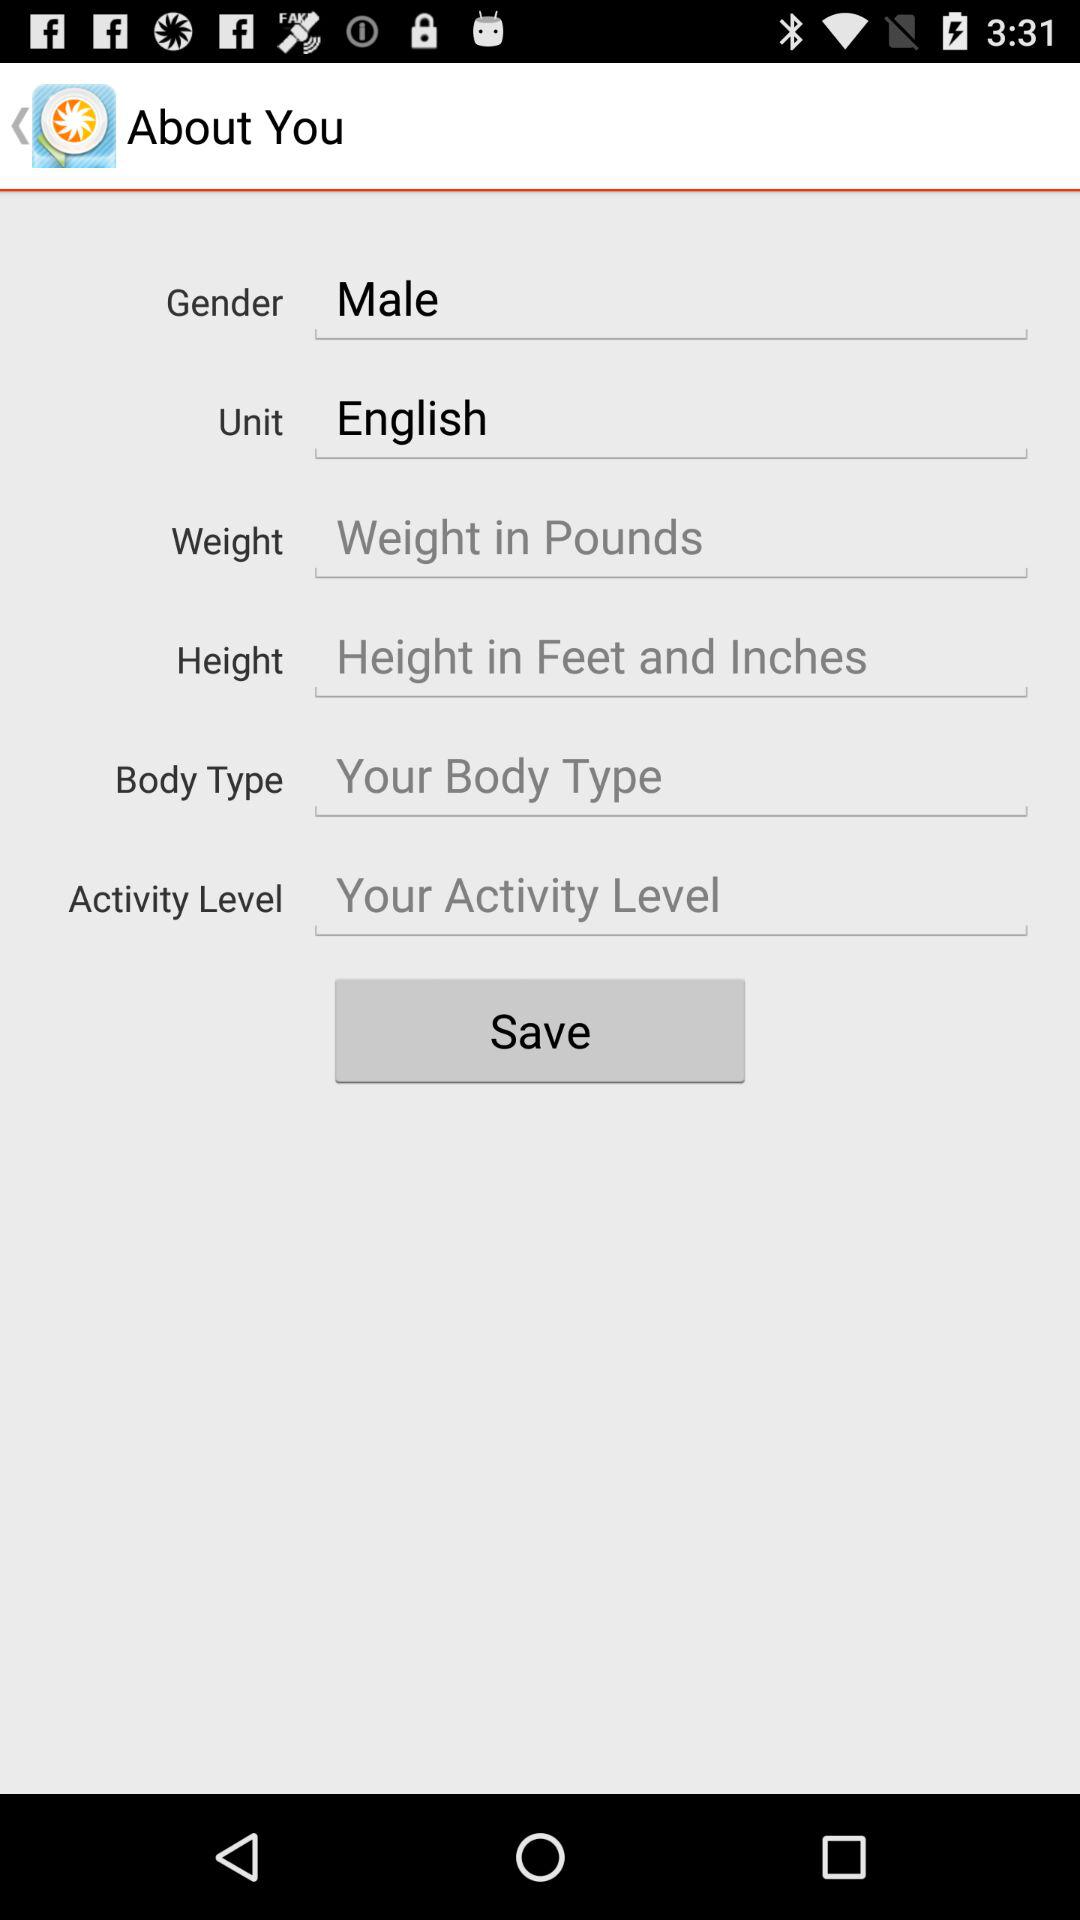 FAKE
3:31
About You
Gender Male
Unit English
Weight Weight in Pounds
Height Height in Feet and Inches
Body Type Your Body Type
Activity Level Your Activity Level
Save